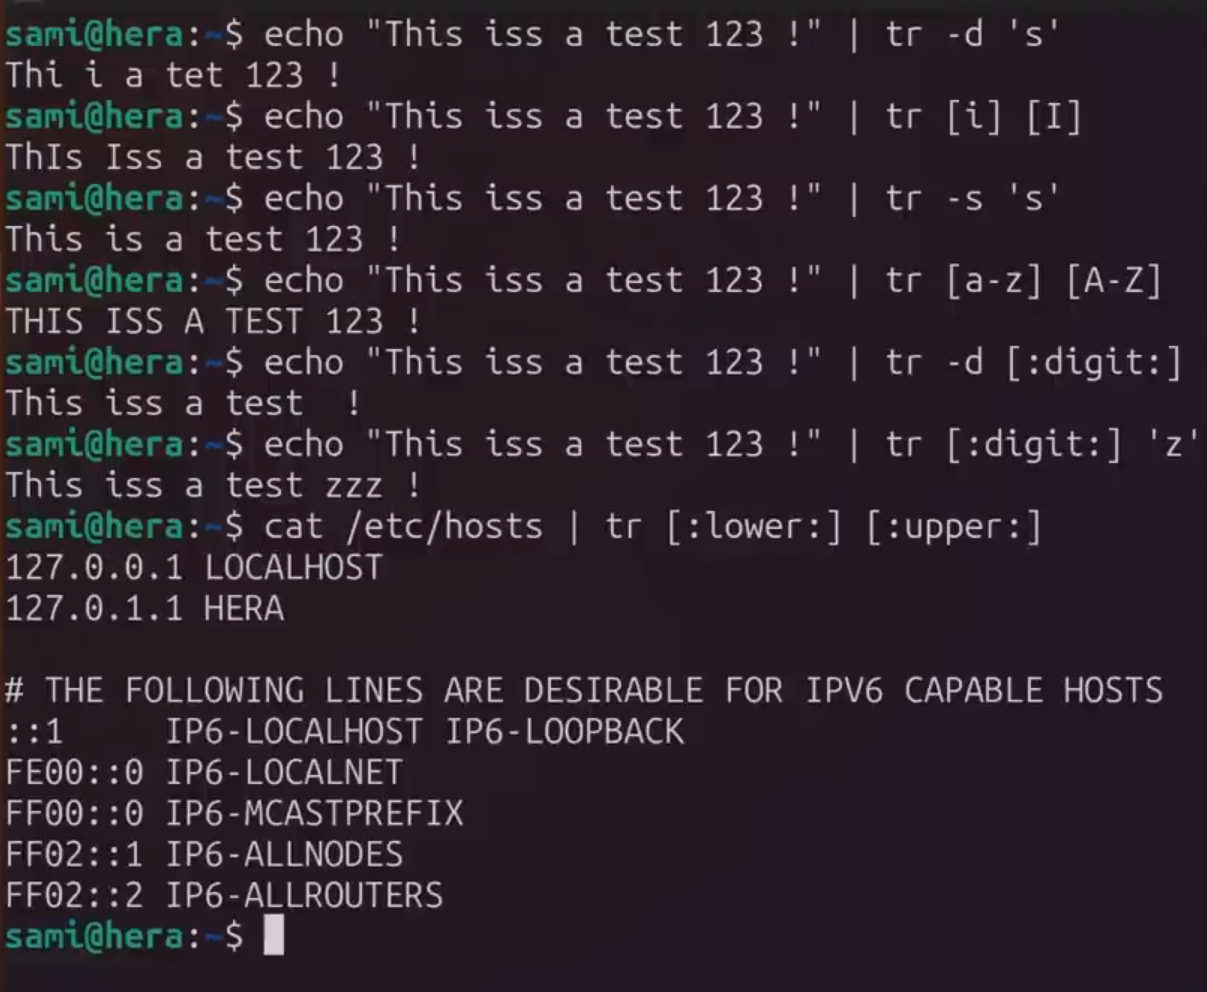 sami@hera:~$ echo "This iss a test 123 !" | tr -d 's'
Thi i a tet 123 !
sami@hera:~$ echo "This iss a test 123 !" | tr [i] [I]
ThIs Iss a test 123 !
sami@hera:~$ echo "This iss a test 123 !" | tr -s 's'
This is a test 123 !
sami@hera:~$ echo "This iss a test 123 !" | tr [a-z] [A-Z]
THIS ISS A TEST 123 !
sami@hera:~$ echo "This iss a test 123 !" | tr -d [:digit:]
This iss a test  !
sami@hera:~$ echo "This iss a test 123 !" | tr [:digit:] 'z'
This iss a test zzz !
sami@hera:~$ cat /etc/hosts | tr [:lower:] [:upper:]
127.0.0.1 LOCALHOST
127.0.1.1 HERA
# THE FOLLOWING LINES ARE DESIRABLE FOR IPV6 CAPABLE HOSTS
::1     IP6-LOCALHOST IP6-LOOPBACK
FE00::0 IP6-LOCALNET
FF00::0 IP6-MCASTPREFIX
FF02::1 IP6-ALLNODES
FF02::2 IP6-ALLROUTERS
sami@hera:~$